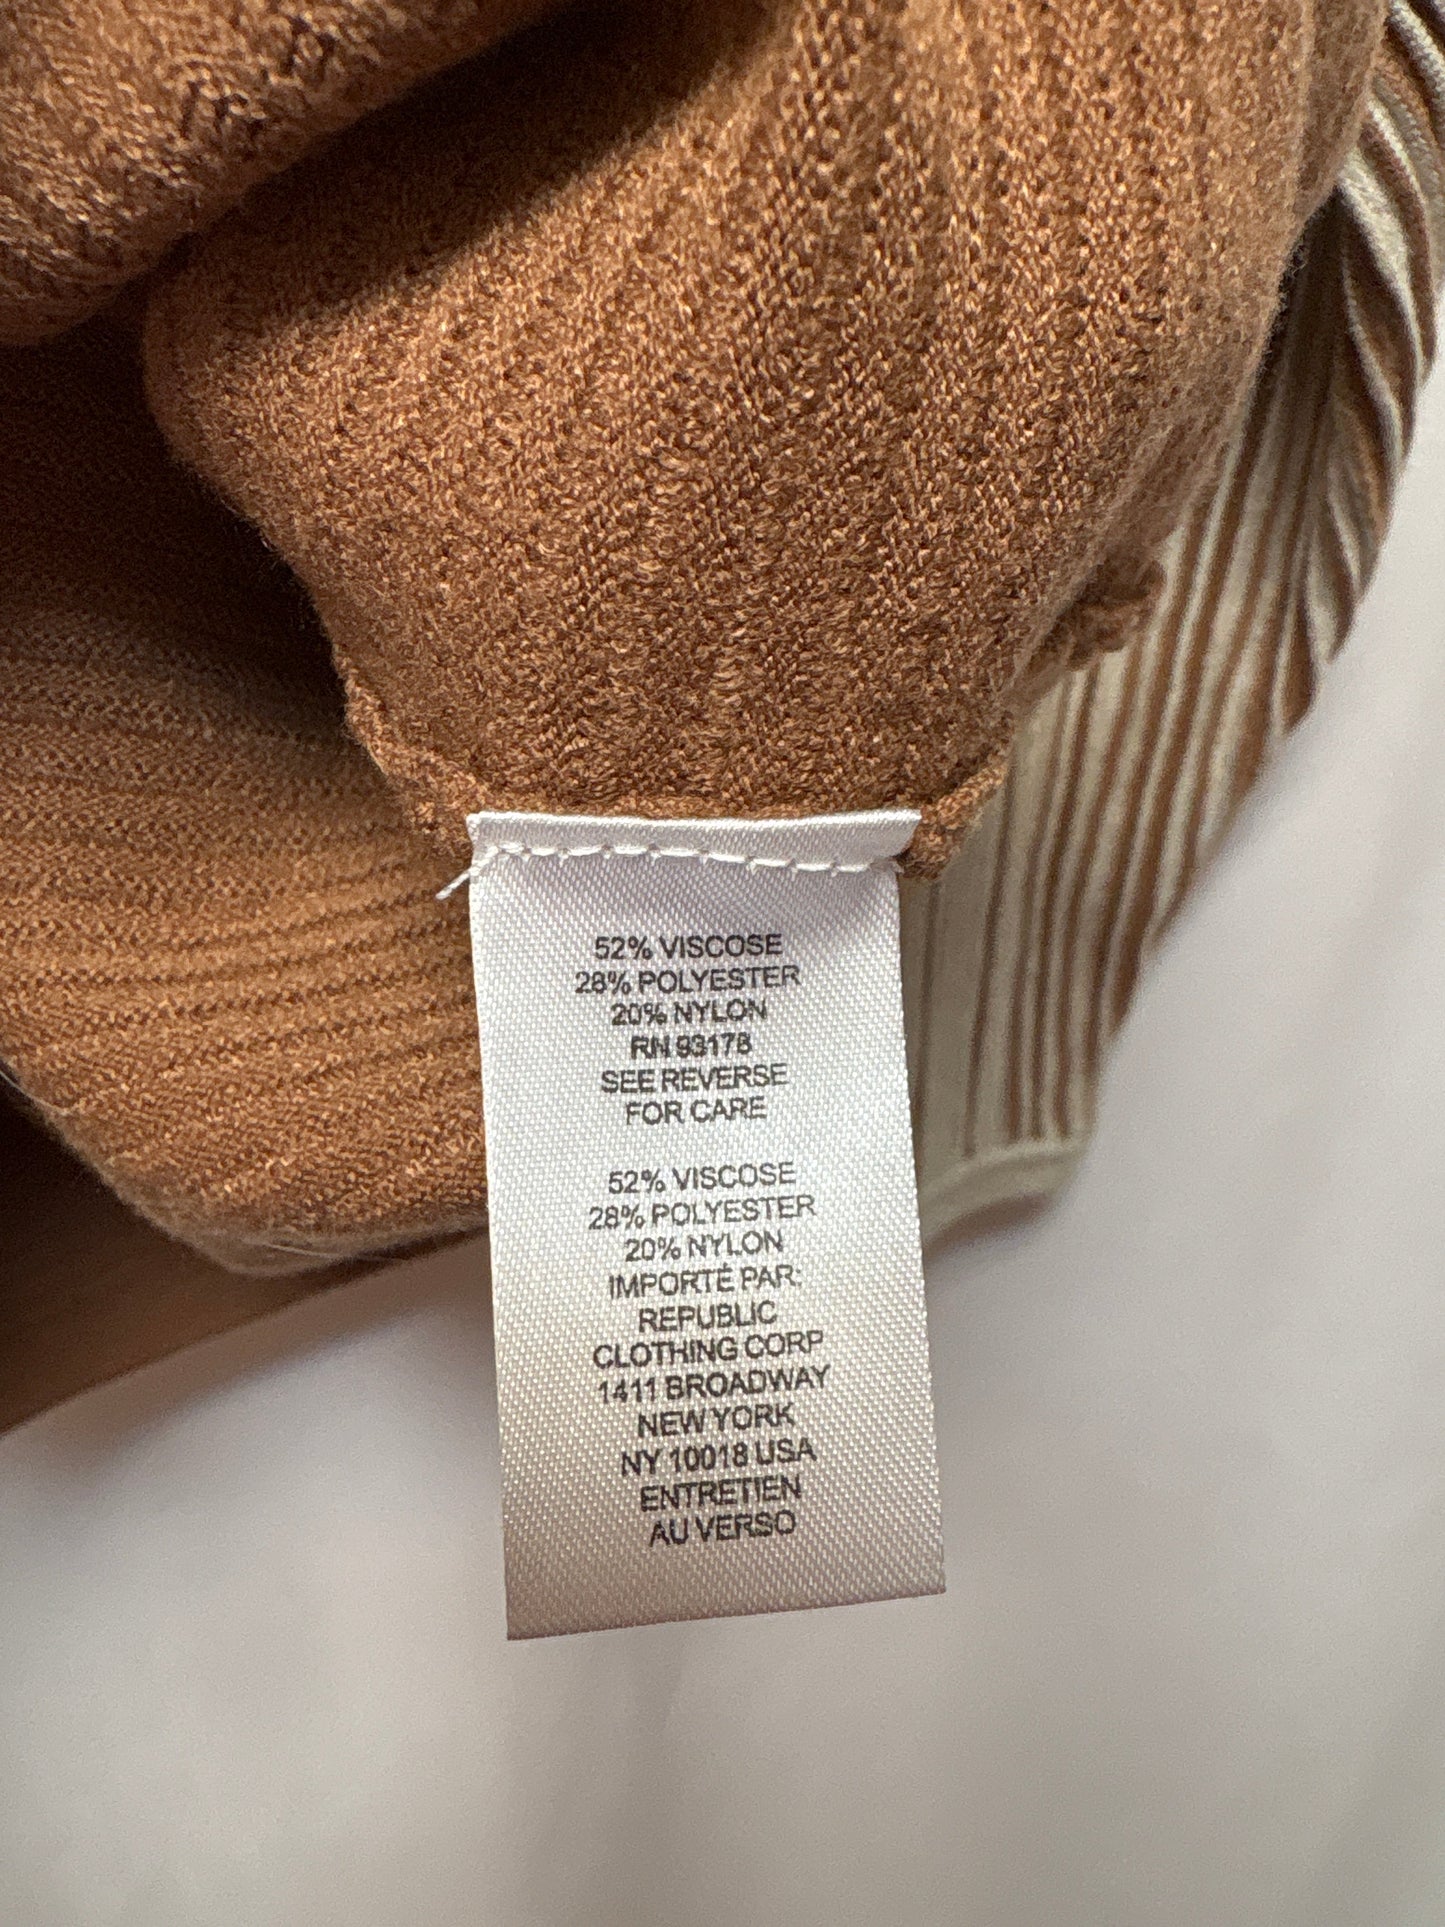 52% VISCOSE
28% POLYESTER
20% NYLON
RN 93178
SEE REVERSE
FOR CARE
52% VISCOSE
28% POLYESTER
20% NYLON
IMPORTÉ PAR:
REPUBLIC
CLOTHING CORP
1411 BROADWAY
NEW YORK
NY 10018 USA
ENTRETIEN
AU VERSO